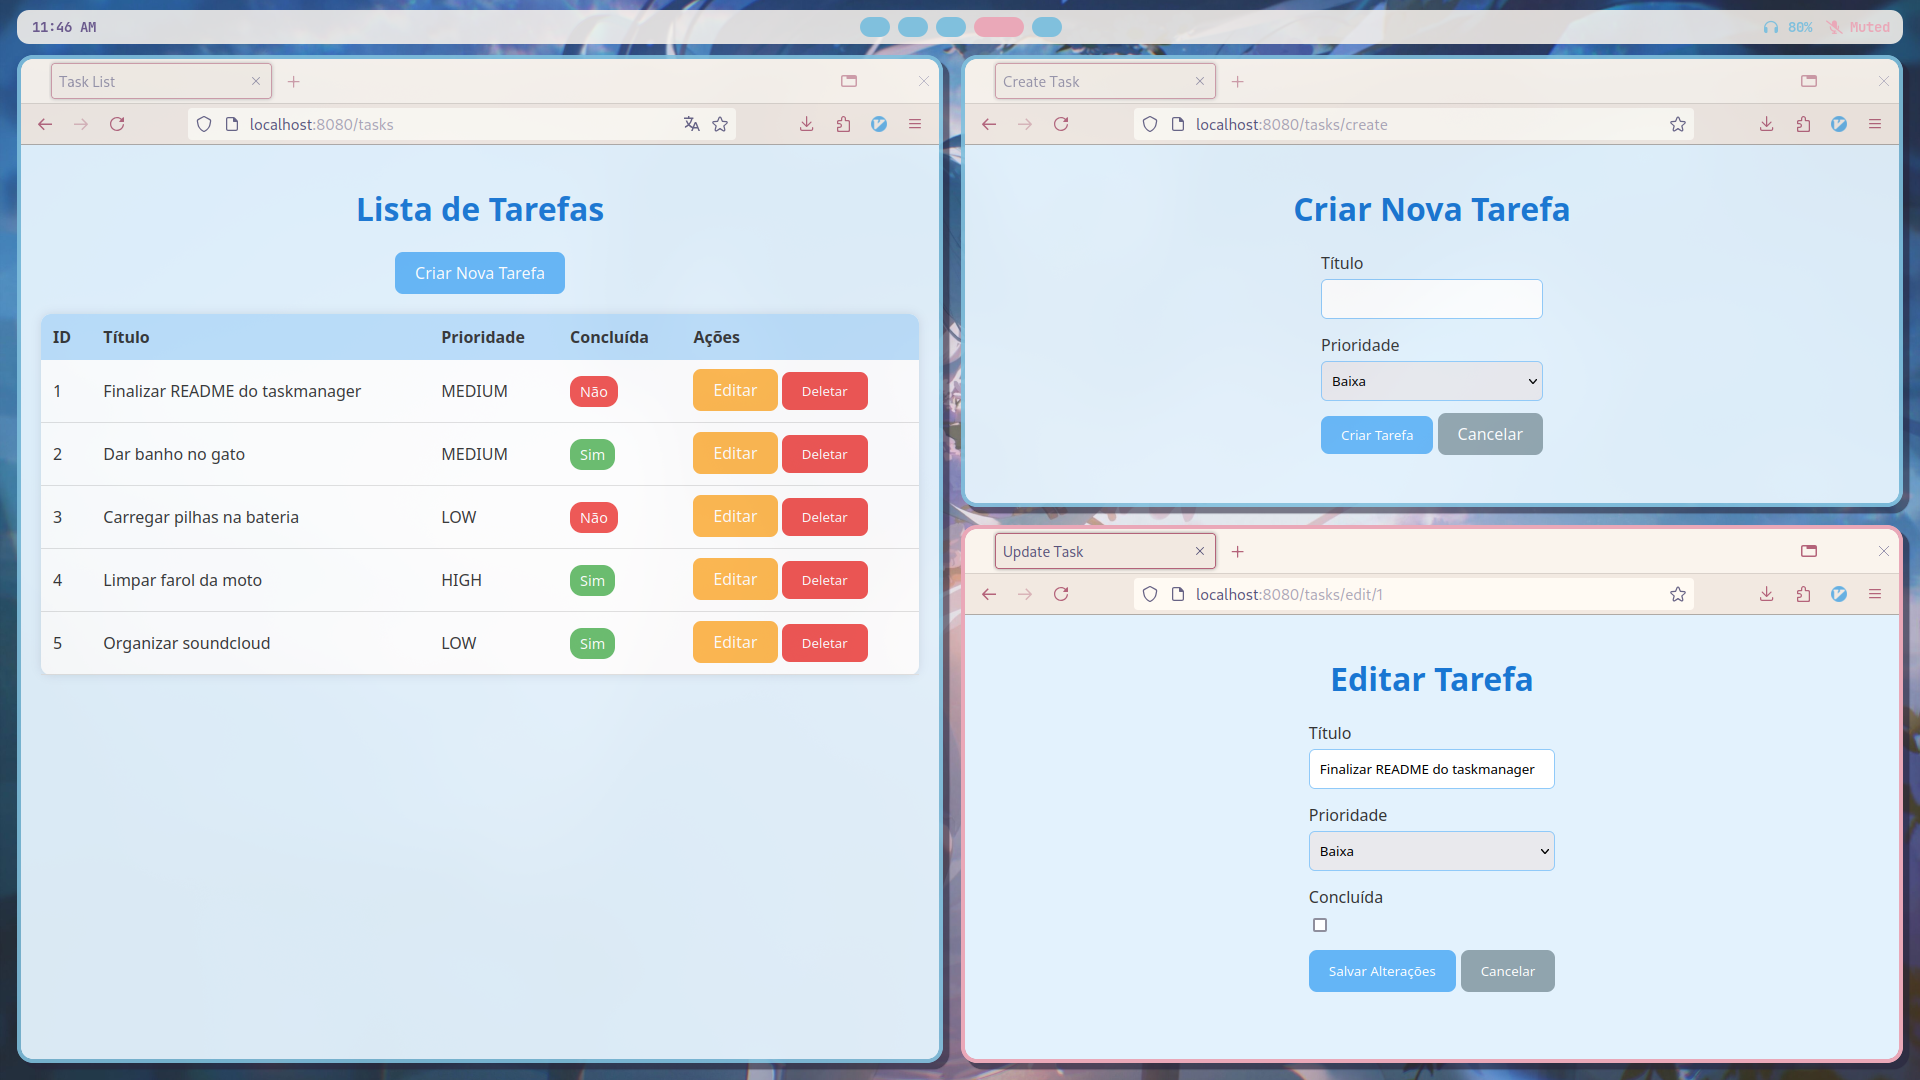 11:46 AM
80% Muted
Task List
localhost:8080/tasks
Lista de Tarefas
Criar Nova Tarefa
ID Título Prioridade Concluída Ações
1 Finalizar README do taskmanager MEDIUM Não Editar Deletar
2 Dar banho no gato MEDIUM Sim Editar Deletar
3 Carregar pilhas na bateria LOW Não Editar Deletar
4 Limpar farol da moto HIGH Sim Editar Deletar
5 Organizar soundcloud LOW Sim Editar Deletar
Create Task
localhost:8080/tasks/create
Criar Nova Tarefa
Título
Prioridade
Baixa
Criar Tarefa Cancelar
Update Task
localhost:8080/tasks/edit/1
Editar Tarefa
Título
Finalizar README do taskmanager
Prioridade
Baixa
Concluída
Salvar Alterações Cancelar